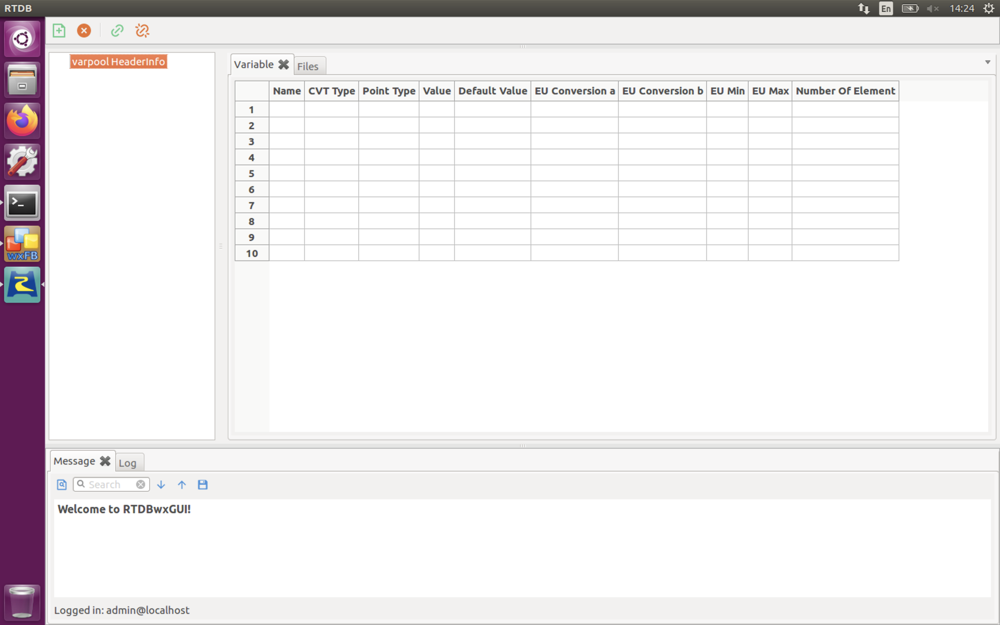 RTDB
En
14:24
varpool HeaderInfo
Variable
Files
Name CVT Type Point Type Value Default Value EU Conversion a EU Conversion b EU Min EU Max Number Of Element
1
2
3
4
5
6
7
8
9
10
wxFB
Message
Log
Search
Welcome to RTDBwxGUI!
Logged in: admin@localhost